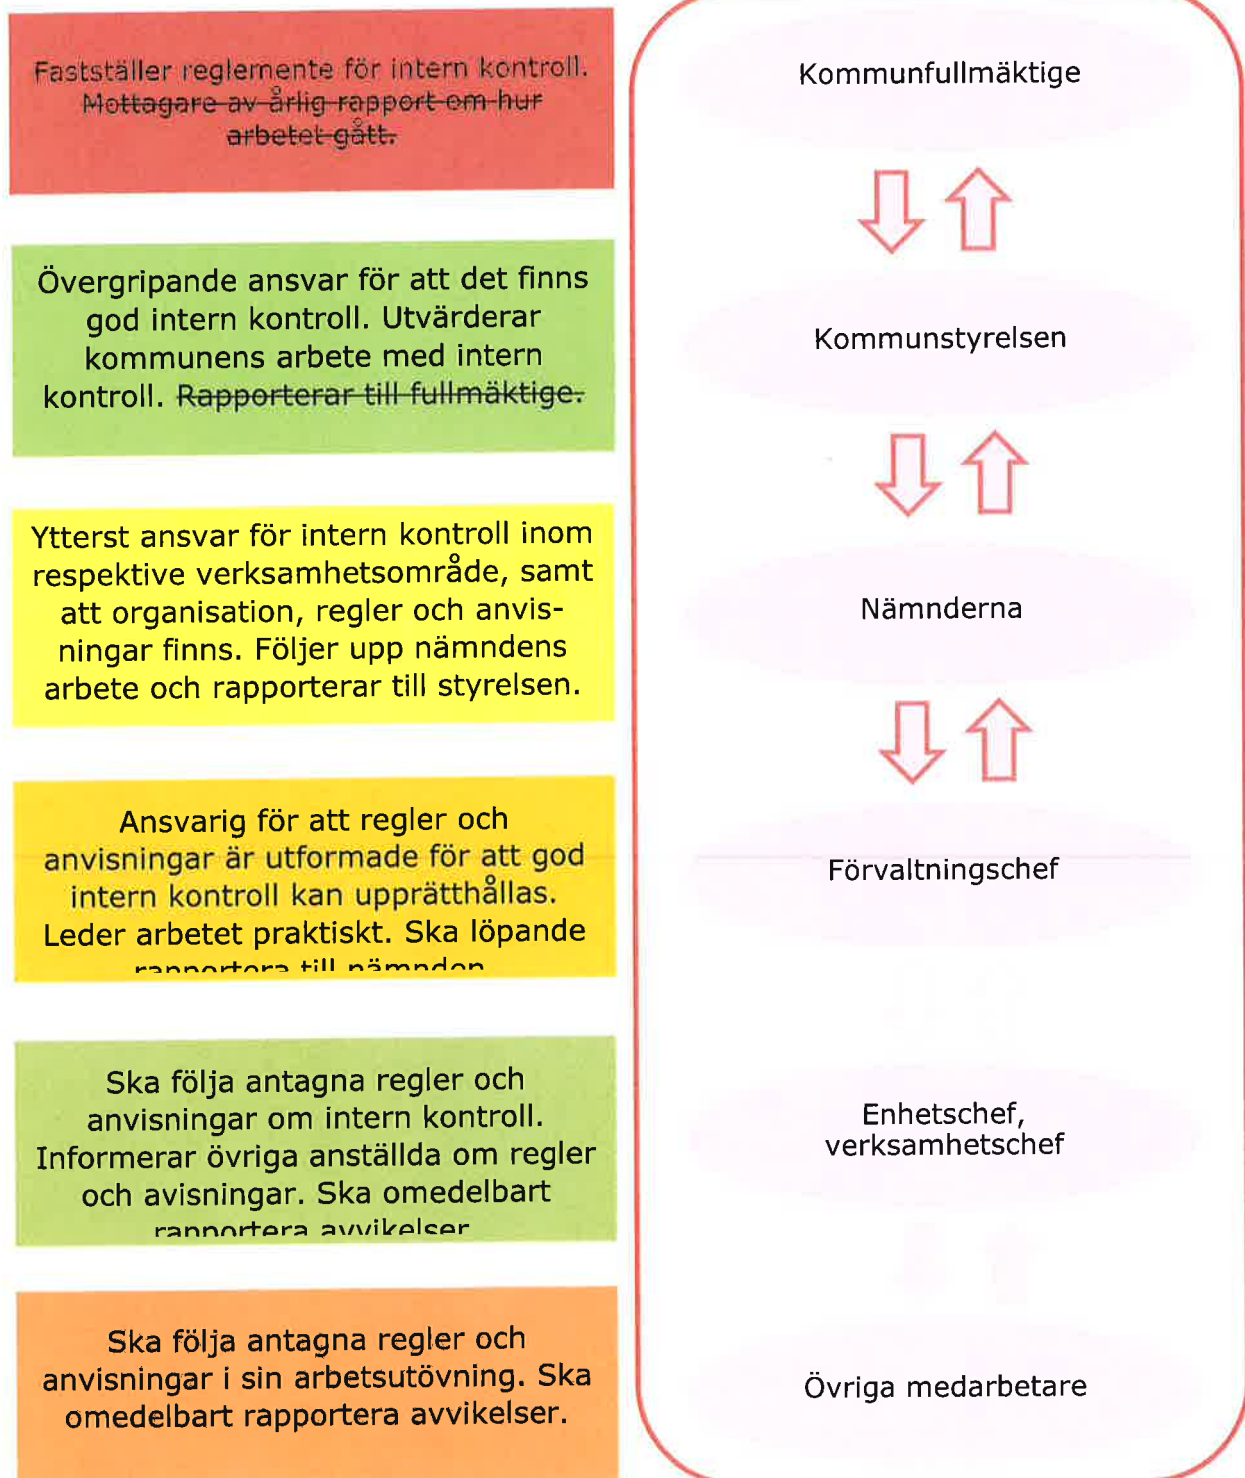 Fastställer reglemente för intern kontroll.
Mottagare av årlig rapport om hur
arbetet gått.
Kommunfullmäktige
Övergripande ansvar för att det finns
god intern kontroll. Utvärderar
kommunens arbete med intern
kontroll. Rapporterar till fullmäktige.
Kommunstyrelsen
Ytterst ansvar för intern kontroll inom
respektive verksamhetsområde, samt
att organisation, regler och anvis-
ningar finns. Följer upp nämndens
arbete och rapporterar till styrelsen.
Nämnderna
Ansvarig för att regler och
anvisningar är utformade för att god
intern kontroll kan upprätthållas.
Leder arbetet praktiskt. Ska löpande
rapportera till nämnden
Förvaltningschef
Ska följa antagna regler och
anvisningar om intern kontroll.
Informerar övriga anställda om regler
och avisningar. Ska omedelbart
rapportera avvikelser
Enhetschef,
verksamhetschef
Ska följa antagna regler och
anvisningar i sin arbetsutövning. Ska
omedelbart rapportera avvikelser.
Övriga medarbetare